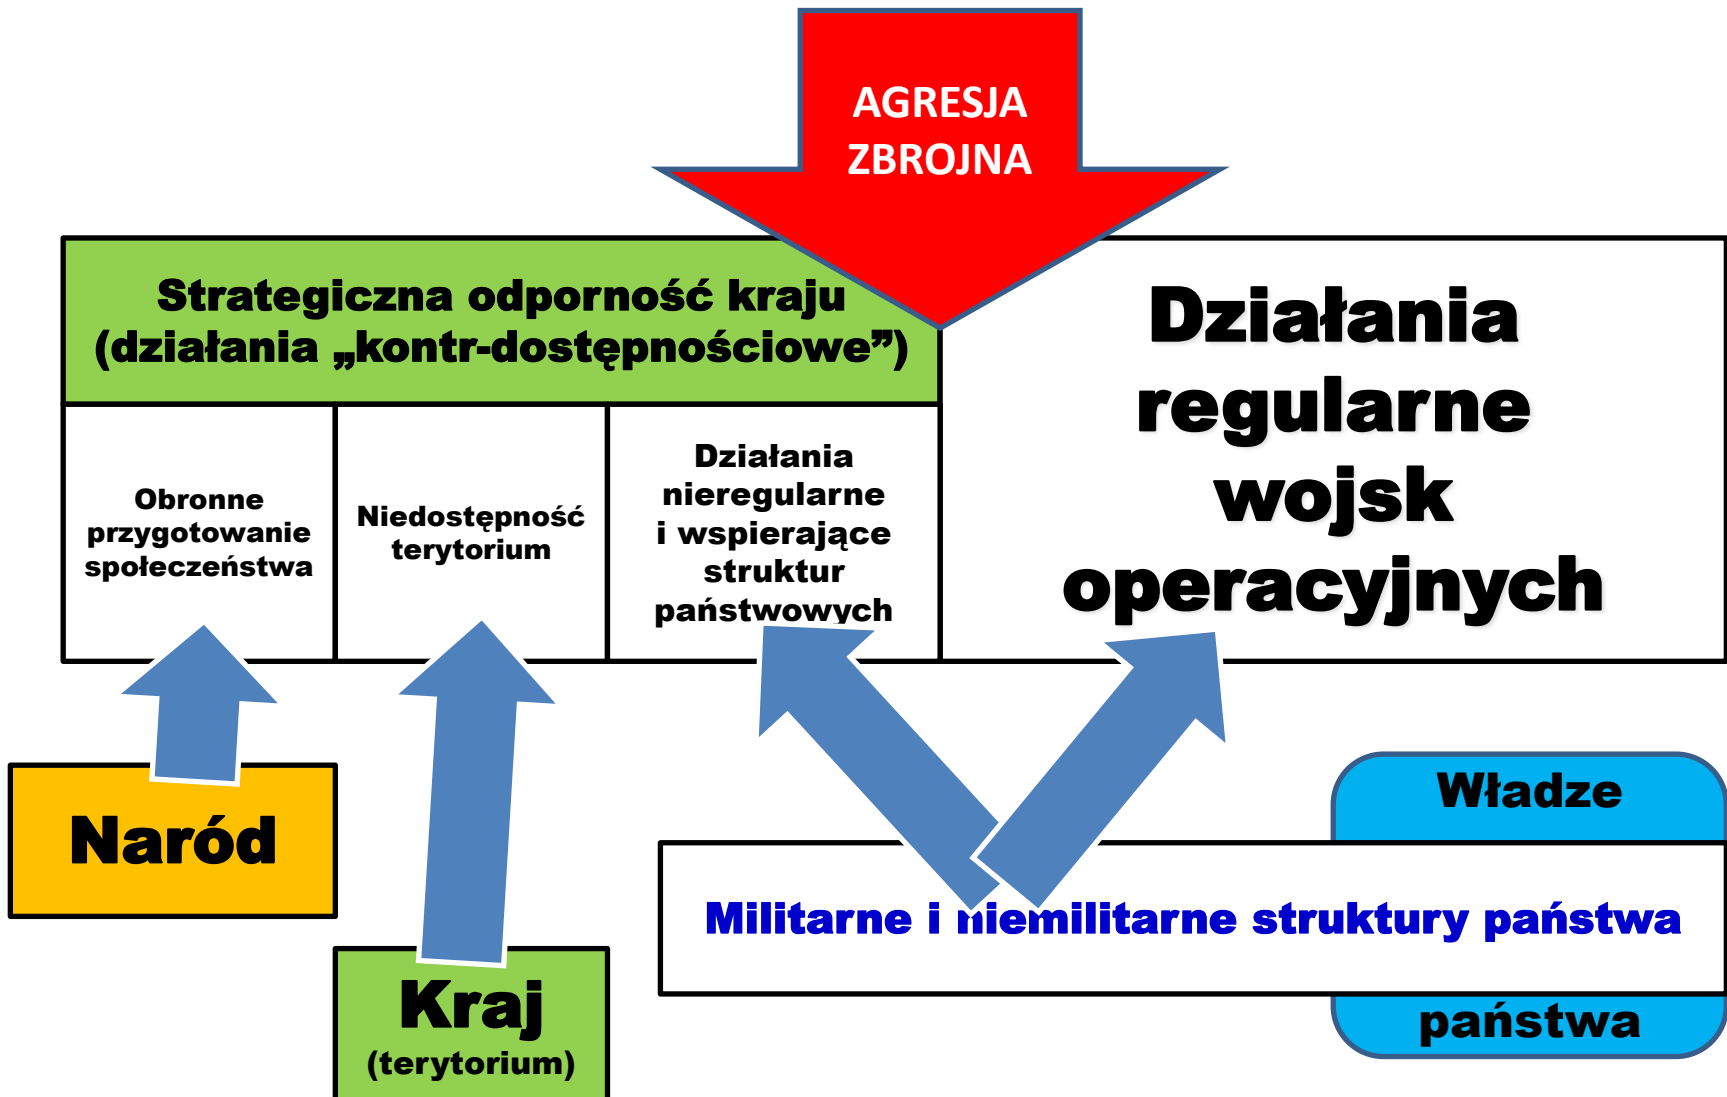 AGRESJA
ZBROJNA
Strategiczna odporność kraju
(działania „kontr-dostępnościowe”)
Działania
regularne
wojsk
operacyjnych
Obronne
przygotowanie
społeczeństwa
Niedostępność
terytorium
Działania
nieregularne
i wspierające
struktur
państwowych
Naród
Kraj
(terytorium)
Władze
Militarne i niemilitarne struktury państwa
państwa